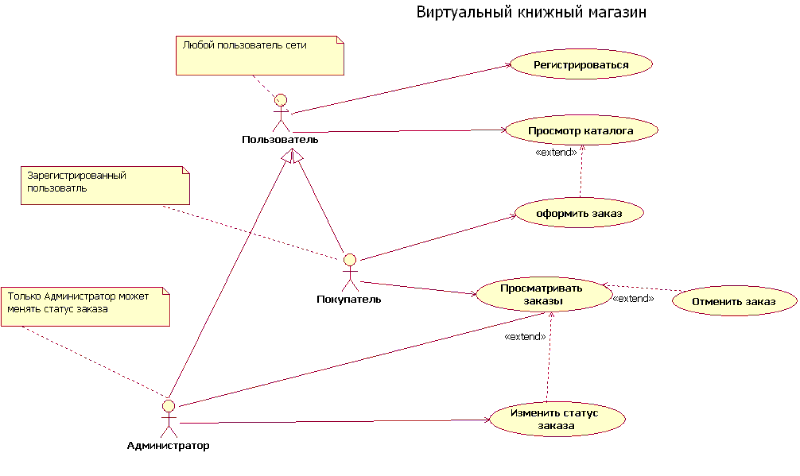 Виртуальный книжный магазин
Любой пользователь сети
Регистрироваться
Пользователь
Просмотр каталога
«extend»
Зарегистрированный
пользоватль
оформить заказ
Покупатель
Просматривать
заказы
«extend»
Отменить заказ
Только Администратор может
менять статус заказа
«extend»
Изменить статус
заказа
Администратор